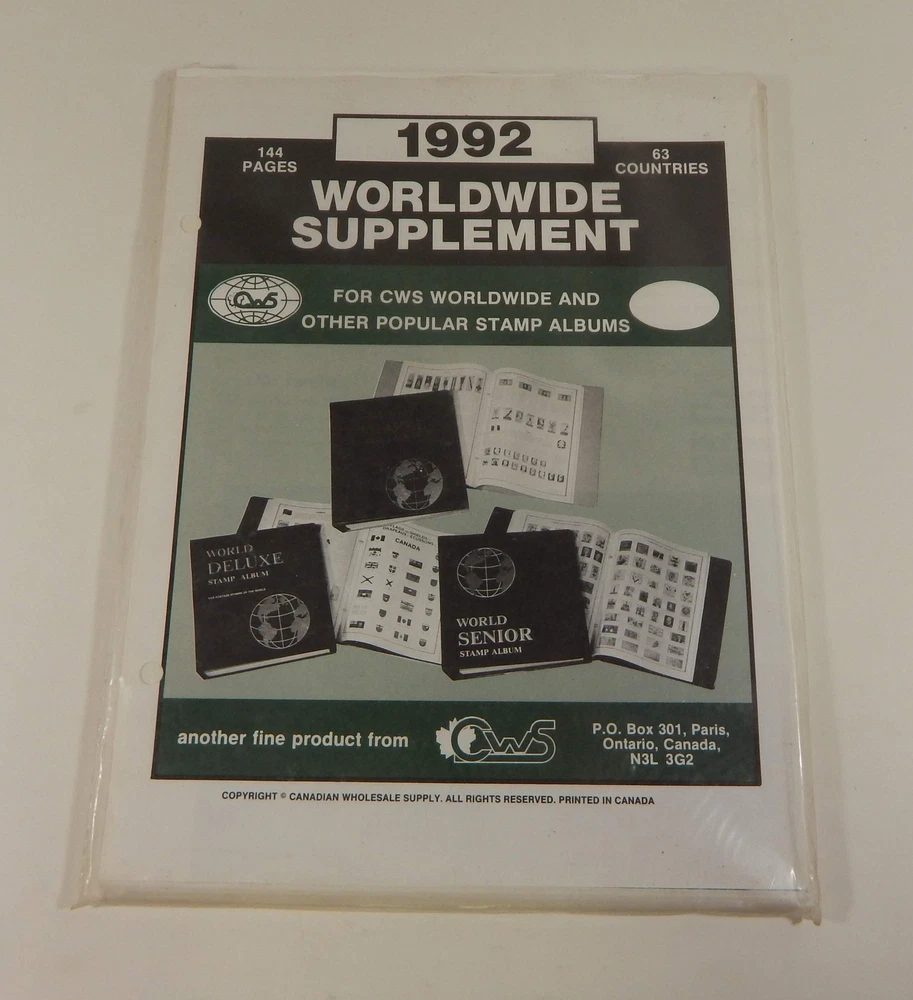 1992
144
PAGES
63
COUNTRIES
WORLDWIDE
SUPPLEMENT
CWS
FOR CWS WORLDWIDE AND
OTHER POPULAR STAMP ALBUMS
WORLD
DELUXE
STAMP ALBUM
CANADA
WORLD
SENIOR
STAMP ALBUM
another fine product from
CWS
P.O. Box 301, Paris,
Ontario, Canada,
N3L 3G2
COPYRIGHT © CANADIAN WHOLESALE SUPPLY. ALL RIGHTS RESERVED. PRINTED IN CANADA